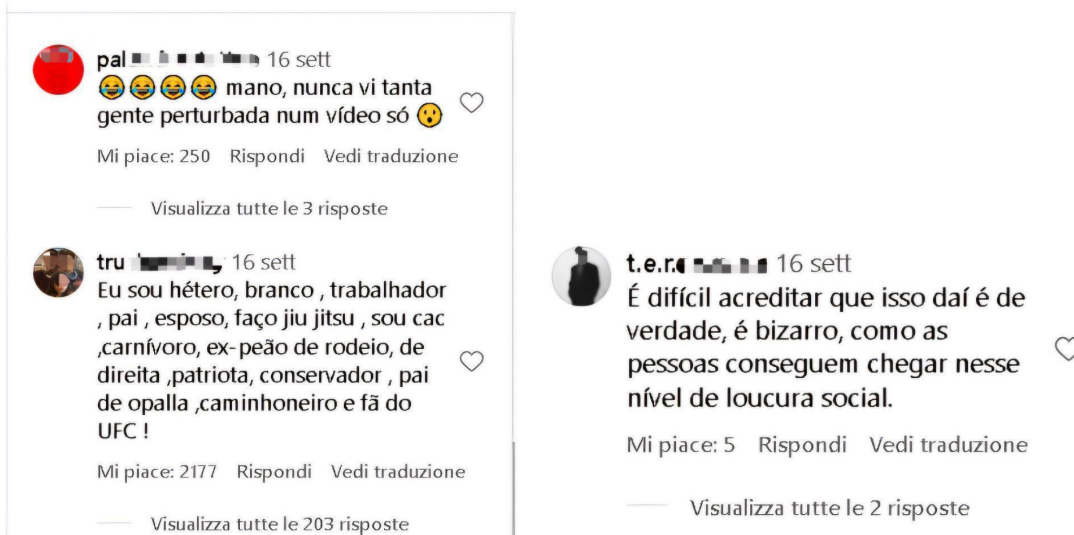 pal 16 sett
😂😂😂😂 mano, nunca vi tanta
gente perturbada num vídeo só 😯
Mi piace: 250 Rispondi Vedi traduzione
Visualizza tutte le 3 risposte
tru 16 sett
Eu sou hétero, branco , trabalhador
, pai , esposo, faço jiu jitsu , sou cac
,carnívoro, ex-peão de rodeio, de
direita ,patriota, conservador , pai
de opalla ,caminhoneiro e fã do
UFC !
Mi piace: 2177 Rispondi Vedi traduzione
Visualizza tutte le 203 risposte
t.e.r. 16 sett
É difícil acreditar que isso daí é de
verdade, é bizarro, como as
pessoas conseguem chegar nesse
nível de loucura social.
Mi piace: 5 Rispondi Vedi traduzione
Visualizza tutte le 2 risposte